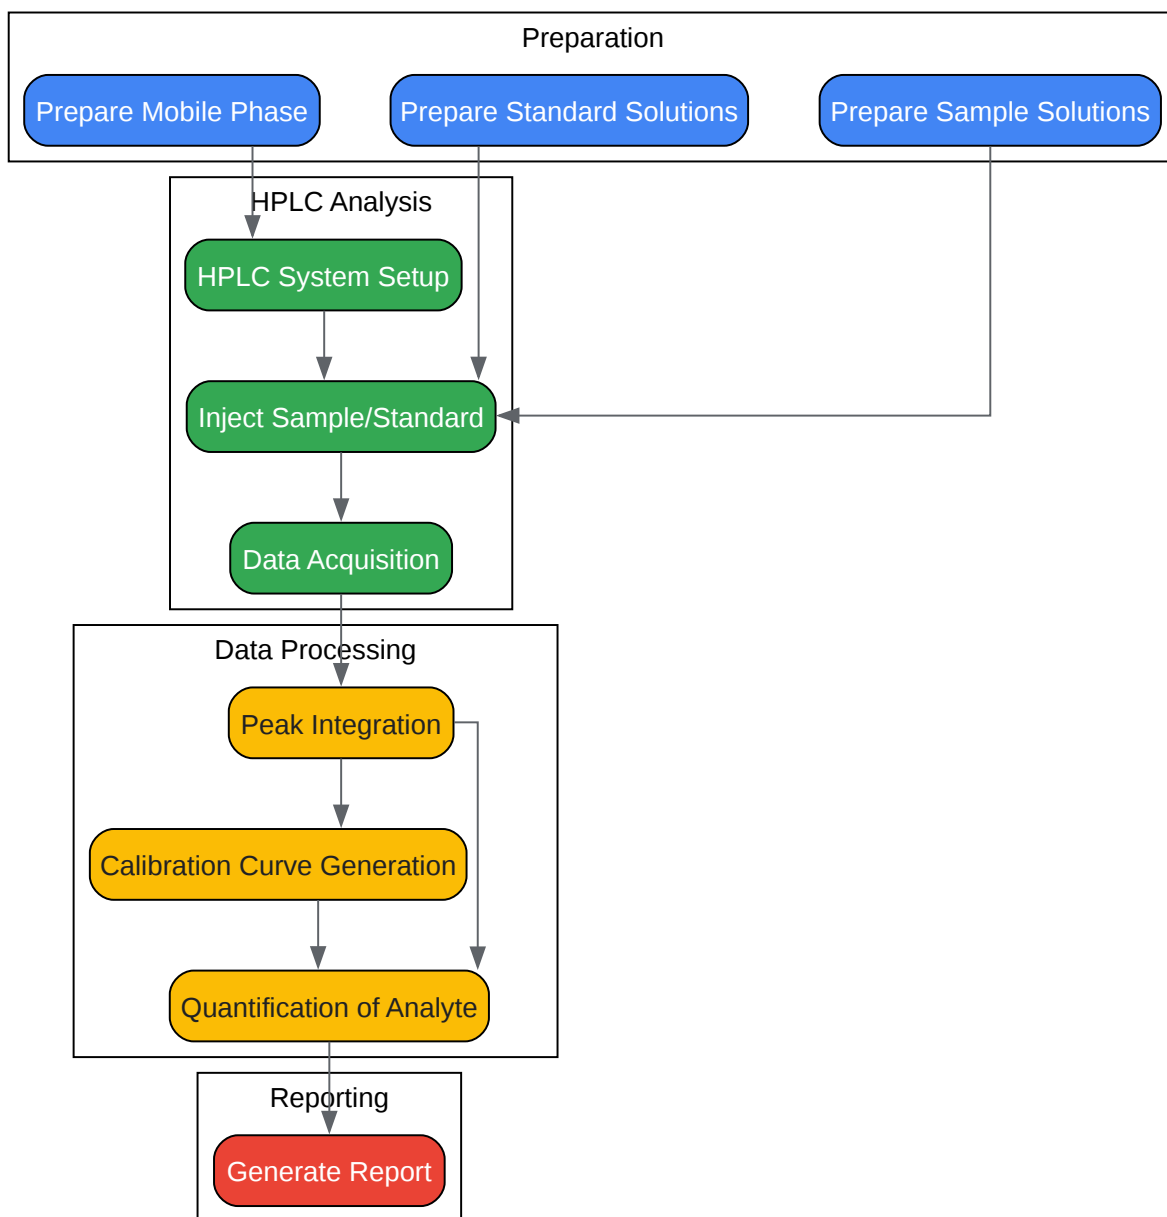 Preparation
Prepare Mobile Phase
Prepare Standard Solutions
Prepare Sample Solutions
HPLC Analysis
HPLC System Setup
Inject Sample/Standard
Data Acquisition
Data Processing
Peak Integration
Calibration Curve Generation
Quantification of Analyte
Reporting
Generate Report